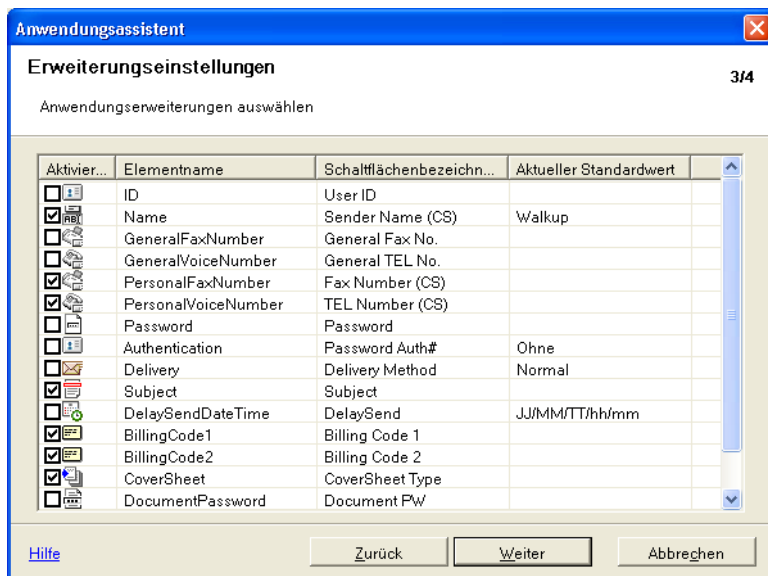 Anwendungsassistent
Erweiterungseinstellungen
3/4
Anwendungserweiterungen auswählen
Aktivier... Elementname Schaltflächenbezeichn... Aktueller Standardwert
ID User ID
Name Sender Name (CS) Walkup
GeneralFaxNumber General Fax No.
GeneralVoiceNumber General TEL No.
PersonalFaxNumber Fax Number (CS)
PersonalVoiceNumber TEL Number (CS)
Password Password
Authentication Password Auth# Ohne
Delivery Delivery Method Normal
Subject Subject
DelaySendDateTime DelaySend JJ/MM/TT/hh/mm
BillingCode1 Billing Code 1
BillingCode2 Billing Code 2
CoverSheet CoverSheet Type
DocumentPassword Document PW
Hilfe Zurück Weiter Abbrechen